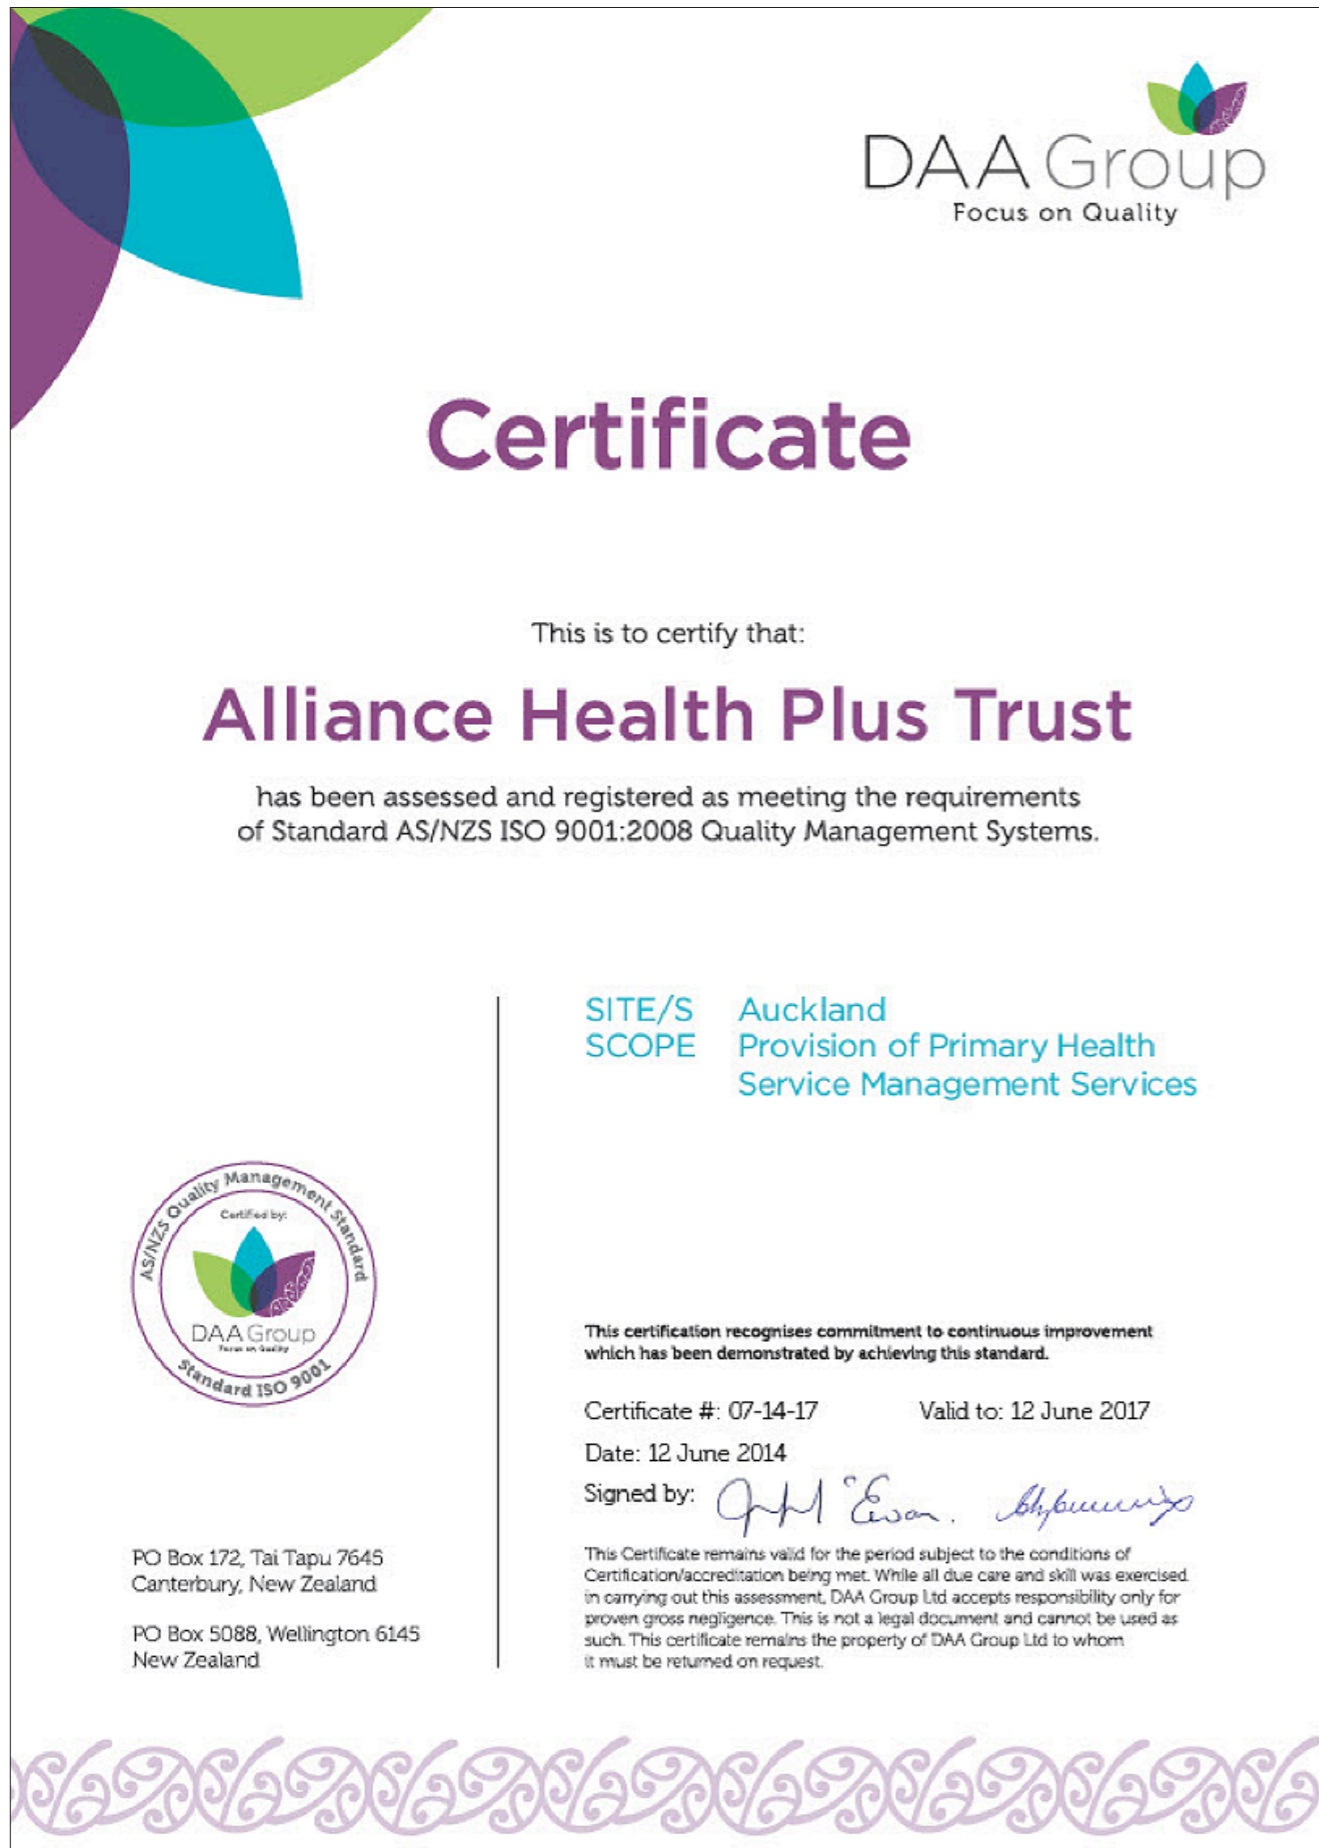 DAA Group
Focus on Quality
Certificate
This is to certify that:
Alliance Health Plus Trust
has been assessed and registered as meeting the requirements
of Standard AS/NZS ISO 9001:2008 Quality Management Systems.
SITE/S Auckland
SCOPE Provision of Primary Health
Service Management Services
AS/NZS Quality Management Standard
Certified by:
DAA Group
Focus on Quality
Standard ISO 9001
This certification recognises commitment to continuous improvement
which has been demonstrated by achieving this standard.
Certificate #: 07-14-17 Valid to: 12 June 2017
Date: 12 June 2014
Signed by:
PO Box 172, Tai Tapu 7645
Canterbury, New Zealand
PO Box 5088, Wellington 6145
New Zealand
This Certificate remains valid for the period subject to the conditions of
Certification/accreditation being met. While all due care and skill was exercised
in carrying out this assessment, DAA Group Ltd accepts responsibility only for
proven gross negligence. This is not a legal document and cannot be used as
such. This certificate remains the property of DAA Group Ltd to whom
it must be returned on request.